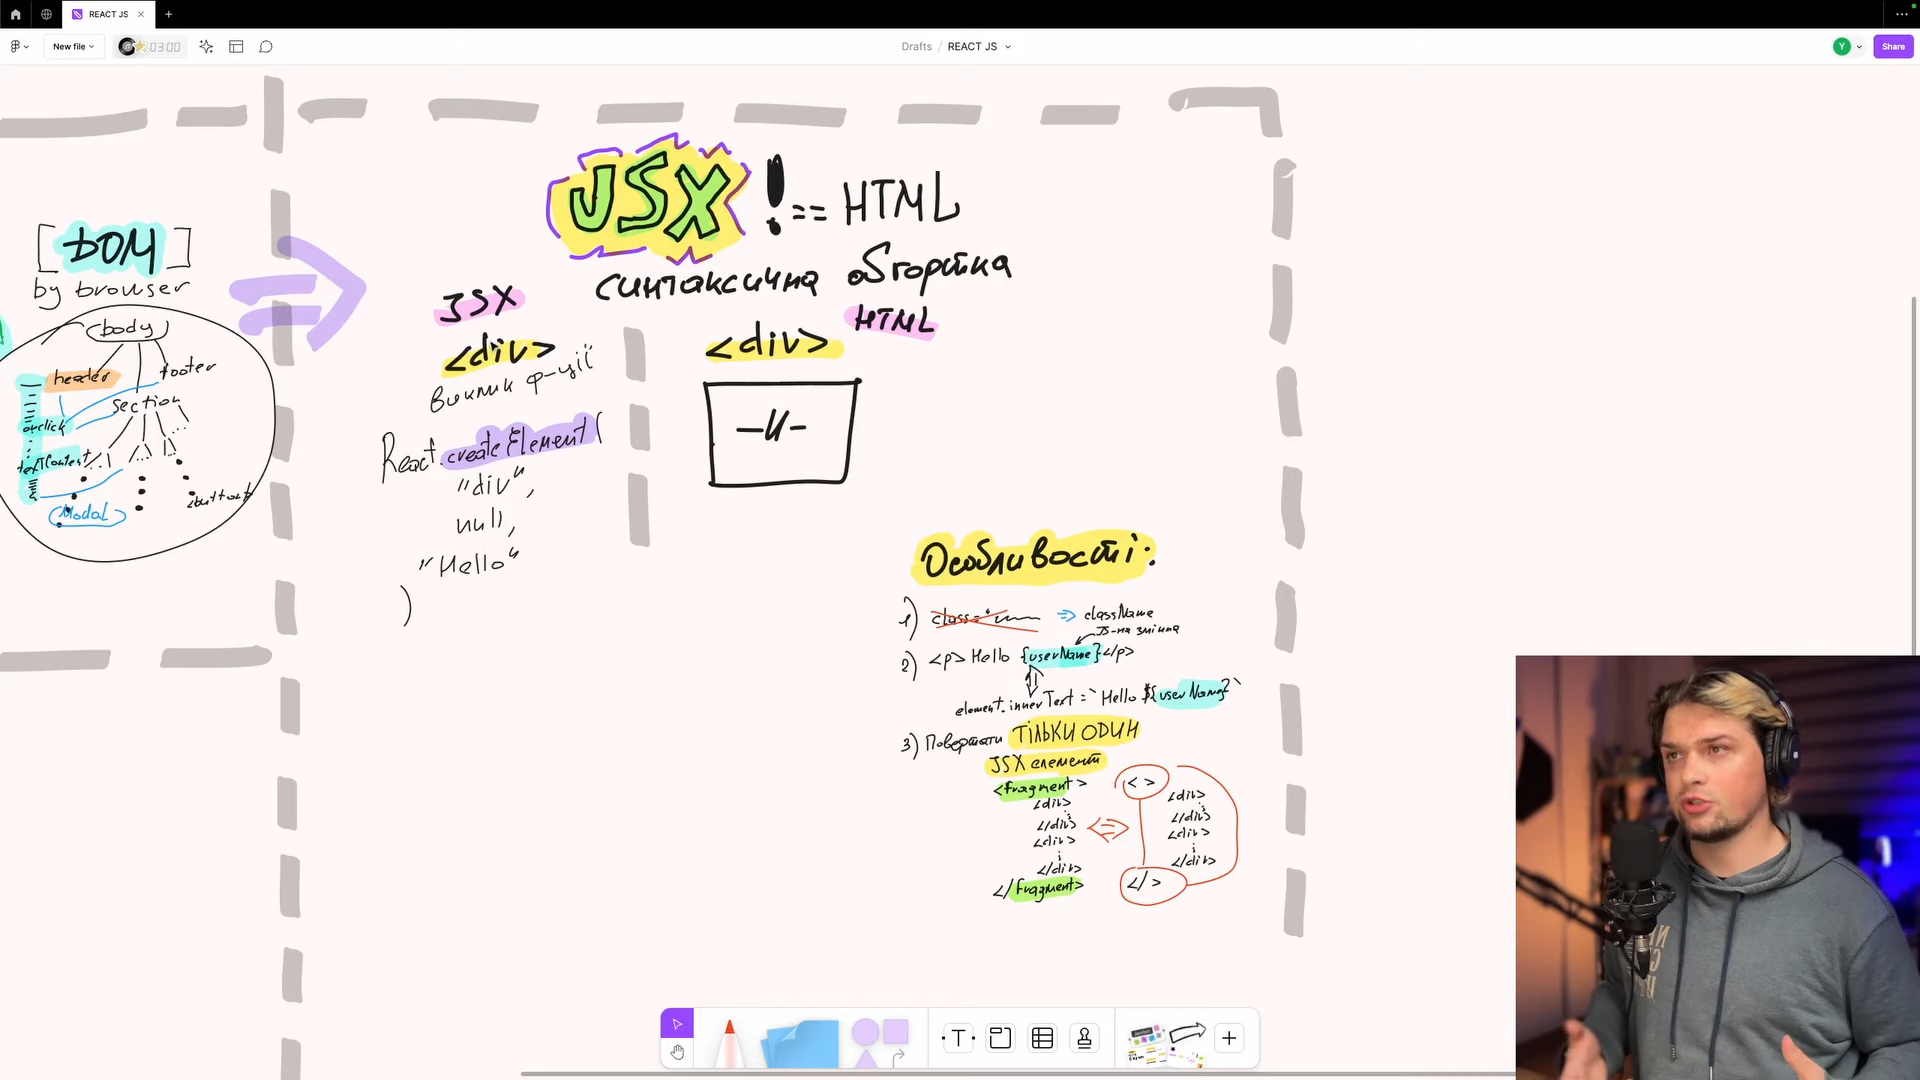 REACT JS
New file
03:00
Drafts / REACT JS
Y
Share
[DOM]
by browser
<body>
header
footer
section
onclick
textContent
<button>
<Modal>
JSX !== HTML
синтаксична обгортка
JSX
<div>
виклик ф-ції
React.createElement(
"div",
null,
"Hello"
)
HTML
<div>
-//-
Особливості:
1) class=" => className
JS-на змінна
2) <p>Hello {userName}</p>
element.innerText = `Hello ${userName}`
3) Повертати ТІЛЬКИ ОДИН
JSX елемент
<fragment>
<div>
</div>
<div>
</div>
</fragment>
<=>
<>
<div>
</div>
<div>
</div>
</>
T